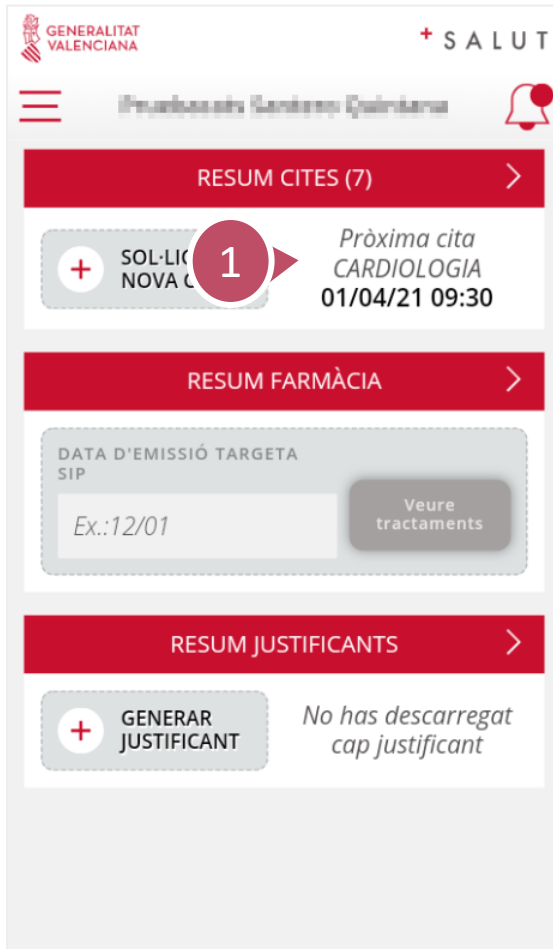 GENERALITAT
VALENCIANA
+ SALUT
RESUM CITES (7)
SOL·LIC
NOVA C
1
Pròxima cita
CARDIOLOGIA
01/04/21 09:30
RESUM FARMÀCIA
DATA D'EMISSIÓ TARGETA
SIP
Ex.:12/01
Veure
tractaments
RESUM JUSTIFICANTS
GENERAR
JUSTIFICANT
No has descarregat
cap justificant